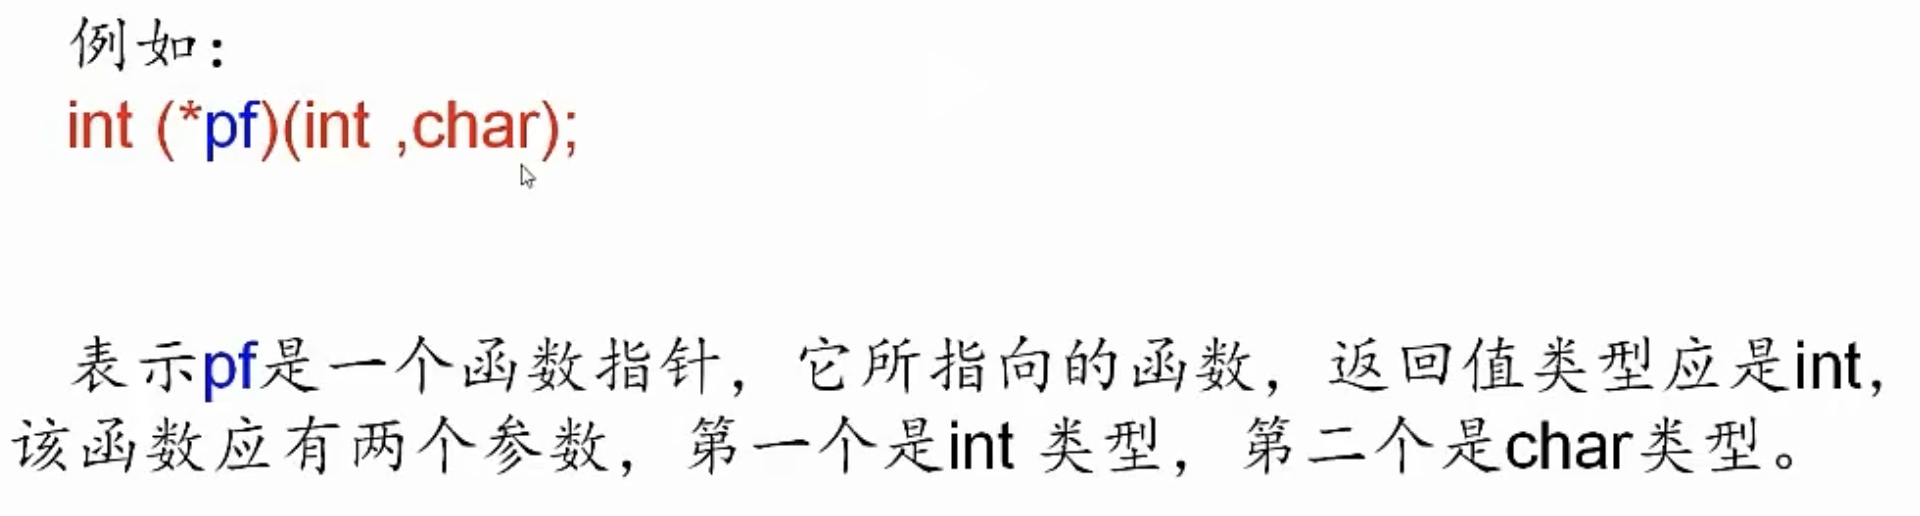 例如：
int (*pf)(int ,char);
表示pf是一个函数指针，它所指向的函数，返回值类型应是int，
该函数应有两个参数，第一个是int 类型，第二个是char类型。